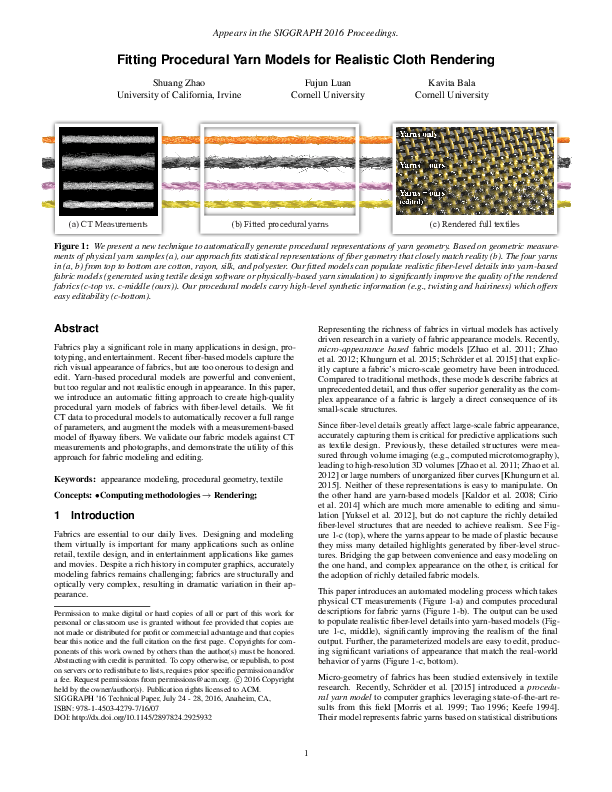 Appears in the SIGGRAPH 2016 Proceedings.
Fitting Procedural Yarn Models for Realistic Cloth Rendering
Shuang Zhao
University of California, Irvine
Fujun Luan
Cornell University
Kavita Bala
Cornell University
Yarns only
Yarns + ours
Yarns + ours
(edited)
(a) CT Measurements
(b) Fitted procedural yarns
(c) Rendered full textiles
Figure 1: We present a new technique to automatically generate procedural representations of yarn geometry. Based on geometric measure-
ments of physical yarn samples (a), our approach fits statistical representations of fiber geometry that closely match reality (b). The four yarns
in (a, b) from top to bottom are cotton, rayon, silk, and polyester. Our fitted models can populate realistic fiber-level details into yarn-based
fabric models (generated using textile design software or physically-based yarn simulation) to significantly improve the quality of the rendered
fabrics (c-top vs. c-middle (ours)). Our procedural models carry high-level synthetic information (e.g., twisting and hairiness) which offers
easy editability (c-bottom).
Abstract
Fabrics play a significant role in many applications in design, pro-
totyping, and entertainment. Recent fiber-based models capture the
rich visual appearance of fabrics, but are too onerous to design and
edit. Yarn-based procedural models are powerful and convenient,
but too regular and not realistic enough in appearance. In this paper,
we introduce an automatic fitting approach to create high-quality
procedural yarn models of fabrics with fiber-level details. We fit
CT data to procedural models to automatically recover a full range
of parameters, and augment the models with a measurement-based
model of flyaway fibers. We validate our fabric models against CT
measurements and photographs, and demonstrate the utility of this
approach for fabric modeling and editing.
Keywords: appearance modeling, procedural geometry, textile
Concepts: •Computing methodologies → Rendering;
1 Introduction
Fabrics are essential to our daily lives. Designing and modeling
them virtually is important for many applications such as online
retail, textile design, and in entertainment applications like games
and movies. Despite a rich history in computer graphics, accurately
modeling fabrics remains challenging; fabrics are structurally and
optically very complex, resulting in dramatic variation in their ap-
pearance.
Permission to make digital or hard copies of all or part of this work for
personal or classroom use is granted without fee provided that copies are
not made or distributed for profit or commercial advantage and that copies
bear this notice and the full citation on the first page. Copyrights for com-
ponents of this work owned by others than the author(s) must be honored.
Abstracting with credit is permitted. To copy otherwise, or republish, to post
on servers or to redistribute to lists, requires prior specific permission and/or
a fee. Request permissions from permissions@acm.org. © 2016 Copyright
held by the owner/author(s). Publication rights licensed to ACM.
SIGGRAPH '16 Technical Paper, July 24 - 28, 2016, Anaheim, CA,
ISBN: 978-1-4503-4279-7/16/07
DOI: http://dx.doi.org/10.1145/2897824.2925932
Representing the richness of fabrics in virtual models has actively
driven research in a variety of fabric appearance models. Recently,
micro-appearance based fabric models [Zhao et al. 2011; Zhao
et al. 2012; Khungurn et al. 2015; Schröder et al. 2015] that explic-
itly capture a fabric's micro-scale geometry have been introduced.
Compared to traditional methods, these models describe fabrics at
unprecedented detail, and thus offer superior generality as the com-
plex appearance of a fabric is largely a direct consequence of its
small-scale structures.
Since fiber-level details greatly affect large-scale fabric appearance,
accurately capturing them is critical for predictive applications such
as textile design. Previously, these detailed structures were mea-
sured through volume imaging (e.g., computed microtomography),
leading to high-resolution 3D volumes [Zhao et al. 2011; Zhao et al.
2012] or large numbers of unorganized fiber curves [Khungurn et al.
2015]. Neither of these representations is easy to manipulate. On
the other hand are yarn-based models [Kaldor et al. 2008; Cirio
et al. 2014] which are much more amenable to editing and simu-
lation [Yuksel et al. 2012], but do not capture the richly detailed
fiber-level structures that are needed to achieve realism. See Fig-
ure 1-c (top), where the yarns appear to be made of plastic because
they miss many detailed highlights generated by fiber-level struc-
tures. Bridging the gap between convenience and easy modeling on
the one hand, and complex appearance on the other, is critical for
the adoption of richly detailed fabric models.
This paper introduces an automated modeling process which takes
physical CT measurements (Figure 1-a) and computes procedural
descriptions for fabric yarns (Figure 1-b). The output can be used
to populate realistic fiber-level details into yarn-based models (Fig-
ure 1-c, middle), significantly improving the realism of the final
output. Further, the parameterized models are easy to edit, produc-
ing significant variations of appearance that match the real-world
behavior of yarns (Figure 1-c, bottom).
Micro-geometry of fabrics has been studied extensively in textile
research. Recently, Schröder et al. [2015] introduced a procedu-
ral yarn model to computer graphics leveraging state-of-the-art re-
sults from this field [Morris et al. 1999; Tao 1996; Keefe 1994].
Their model represents fabric yarns based on statistical distributions
1